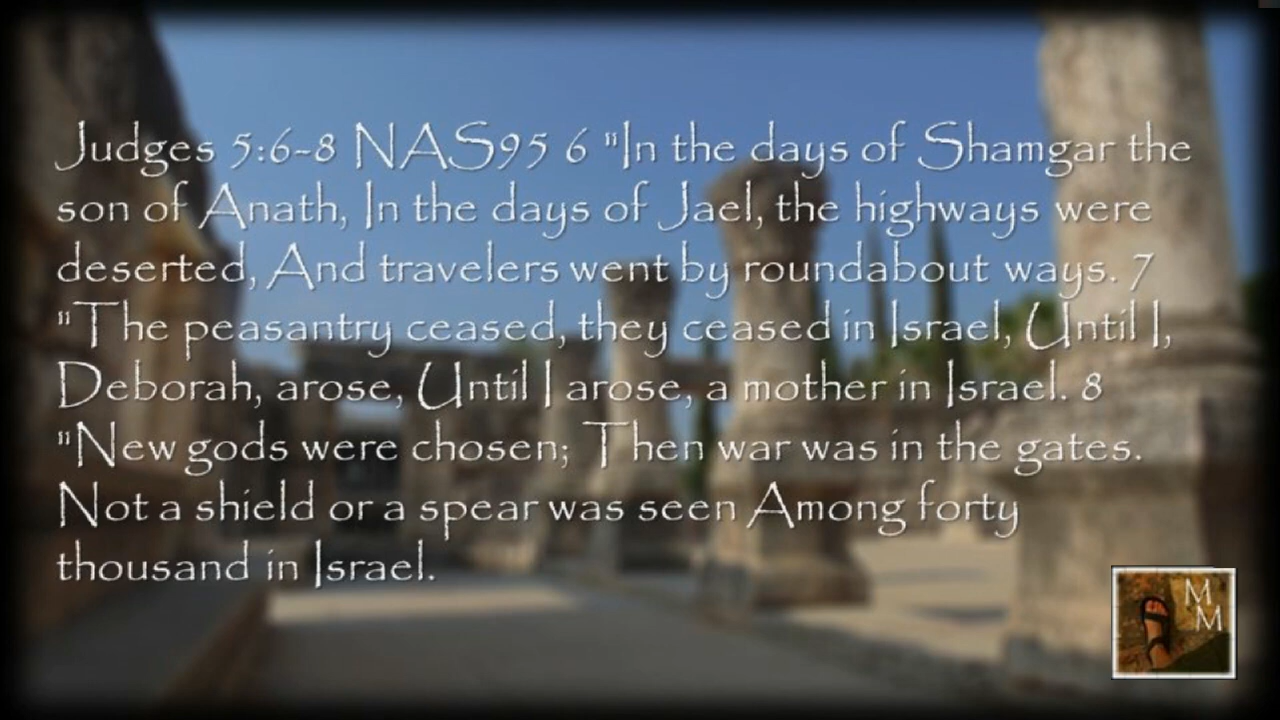 Judges 5:6-8 NAS95 6 "In the days of Shamgar the
son of Anath, In the days of Jael, the highways were
deserted, And travelers went by roundabout ways. 7
"The peasantry ceased, they ceased in Israel, Until I,
Deborah, arose, Until I arose, a mother in Israel. 8
"New gods were chosen; Then war was in the gates.
Not a shield or a spear was seen Among forty
thousand in Israel.
M
M